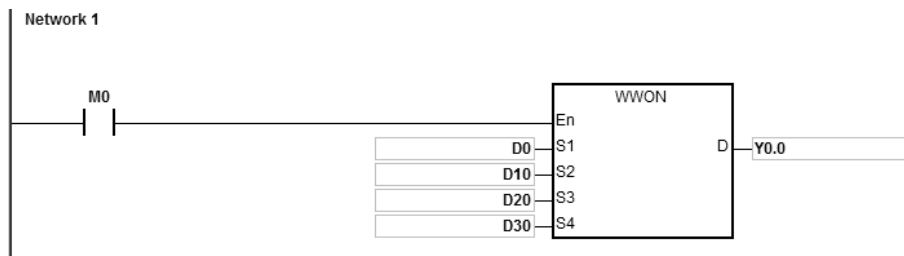 Network 1
M0
WWON
En
D0 S1 D Y0.0
D10 S2
D20 S3
D30 S4